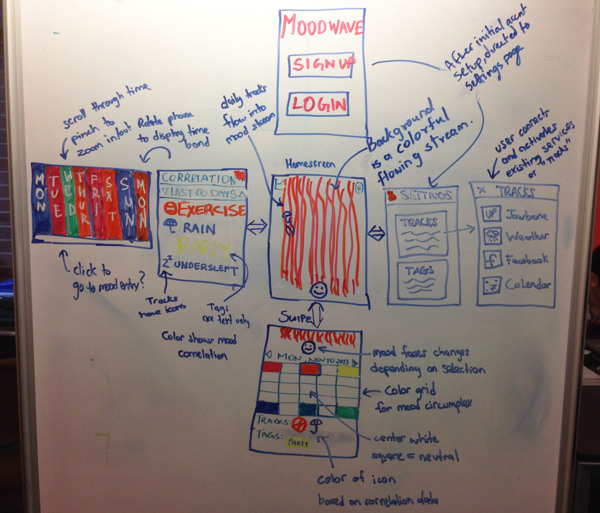 MOODWAVE
SIGN UP
LOGIN
After initial accnt
setup, directed to
settings page
scroll through time
pinch to
zoom in/out
Rotate phone
to display time
band
daily tracks
flow into
mood stream
Background
is a colorful
flowing stream.
user connects
and activates
existing services
or "Tracks"
MON
TUE
WED
THUR
FRI
SAT
SUN
MON
click to
go to mood entry?
CORRELATION
LAST 60 DAYS
EXERCISE
RAIN
PARTY
UNDERSLEPT
Tracks
have icons
Tags
are text only
Color shows mood
correlation
Homescreen
SWIPE
SETTINGS
TRACKS
TAGS
X TRACKS
UP Jawbone
Weather
f Facebook
Calendar
MON, NOV 10 2013
TRACKS:
TAGS: PARTY
mood faces changes
depending on selection
Color grid
for mood circumplex
center white
square = neutral
color of icon
based on correlation data